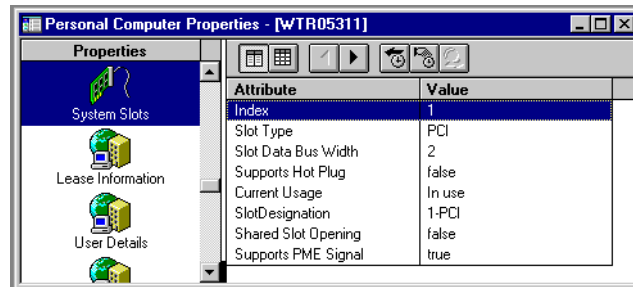 Personal Computer Properties - [WTR05311]
Properties
System Slots
Lease Information
User Details
Attribute Value
Index 1
Slot Type PCI
Slot Data Bus Width 2
Supports Hot Plug false
Current Usage In use
SlotDesignation 1-PCI
Shared Slot Opening false
Supports PME Signal true